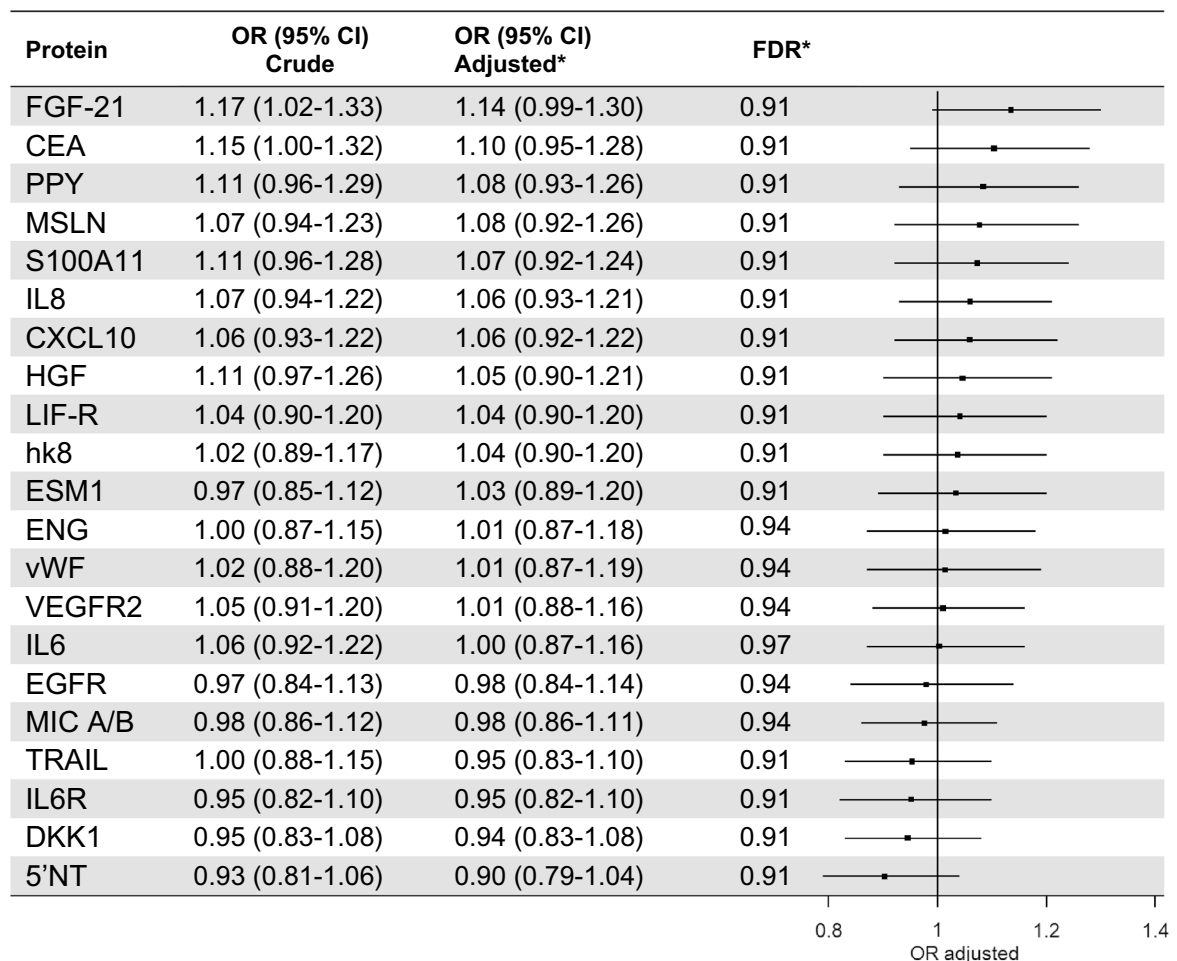 Protein OR (95% CI) Crude OR (95% CI) Adjusted* FDR*
FGF-21 1.17 (1.02-1.33) 1.14 (0.99-1.30) 0.91
CEA 1.15 (1.00-1.32) 1.10 (0.95-1.28) 0.91
PPY 1.11 (0.96-1.29) 1.08 (0.93-1.26) 0.91
MSLN 1.07 (0.94-1.23) 1.08 (0.92-1.26) 0.91
S100A11 1.11 (0.96-1.28) 1.07 (0.92-1.24) 0.91
IL8 1.07 (0.94-1.22) 1.06 (0.93-1.21) 0.91
CXCL10 1.06 (0.93-1.22) 1.06 (0.92-1.22) 0.91
HGF 1.11 (0.97-1.26) 1.05 (0.90-1.21) 0.91
LIF-R 1.04 (0.90-1.20) 1.04 (0.90-1.20) 0.91
hk8 1.02 (0.89-1.17) 1.04 (0.90-1.20) 0.91
ESM1 0.97 (0.85-1.12) 1.03 (0.89-1.20) 0.91
ENG 1.00 (0.87-1.15) 1.01 (0.87-1.18) 0.94
vWF 1.02 (0.88-1.20) 1.01 (0.87-1.19) 0.94
VEGFR2 1.05 (0.91-1.20) 1.01 (0.88-1.16) 0.94
IL6 1.06 (0.92-1.22) 1.00 (0.87-1.16) 0.97
EGFR 0.97 (0.84-1.13) 0.98 (0.84-1.14) 0.94
MIC A/B 0.98 (0.86-1.12) 0.98 (0.86-1.11) 0.94
TRAIL 1.00 (0.88-1.15) 0.95 (0.83-1.10) 0.91
IL6R 0.95 (0.82-1.10) 0.95 (0.82-1.10) 0.91
DKK1 0.95 (0.83-1.08) 0.94 (0.83-1.08) 0.91
5’NT 0.93 (0.81-1.06) 0.90 (0.79-1.04) 0.91
0.8 1 1.2 1.4
OR adjusted